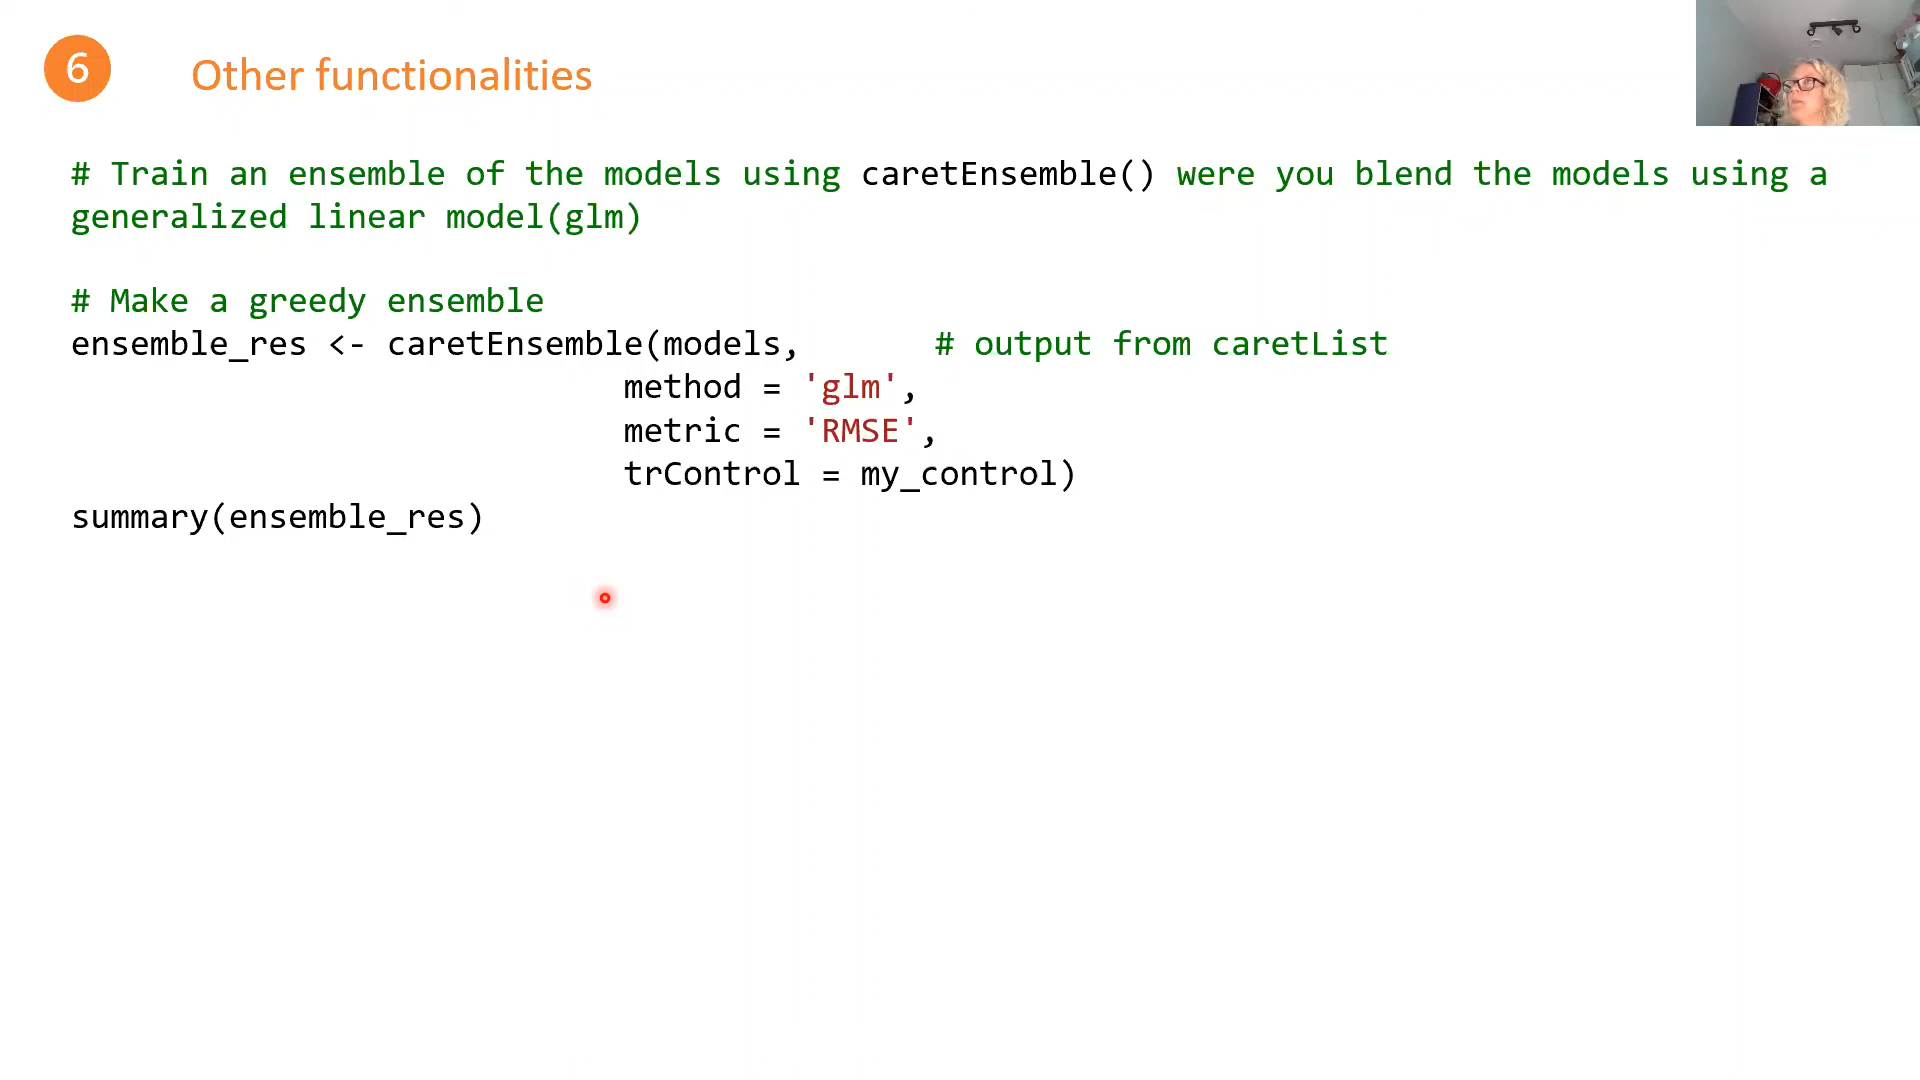 6
Other functionalities
# Train an ensemble of the models using caretEnsemble() were you blend the models using a
generalized linear model(glm)
# Make a greedy ensemble
ensemble_res <- caretEnsemble(models, # output from caretList
method = 'glm',
metric = 'RMSE',
trControl = my_control)
summary(ensemble_res)